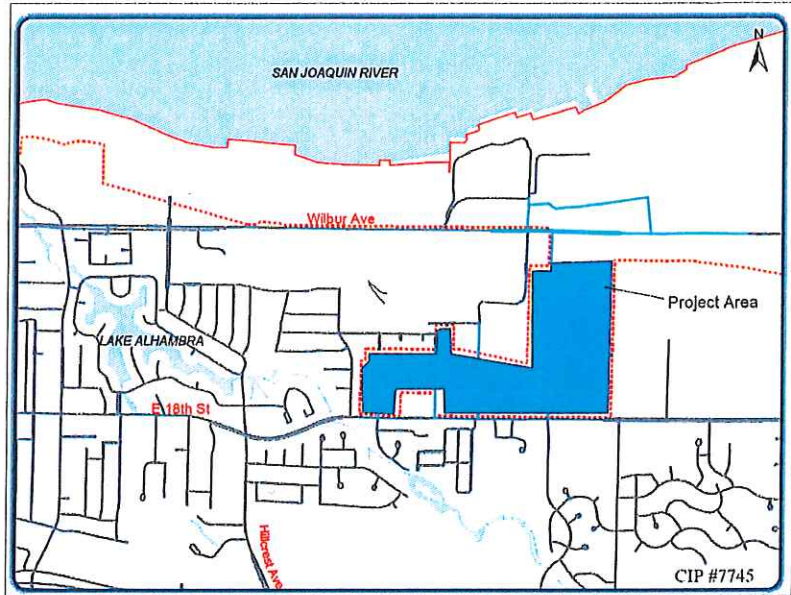 N
SAN JOAQUIN RIVER
Wilbur Ave
Project Area
LAKE ALHAMBRA
E 18th St
Hillcrest Ave
CIP #7745